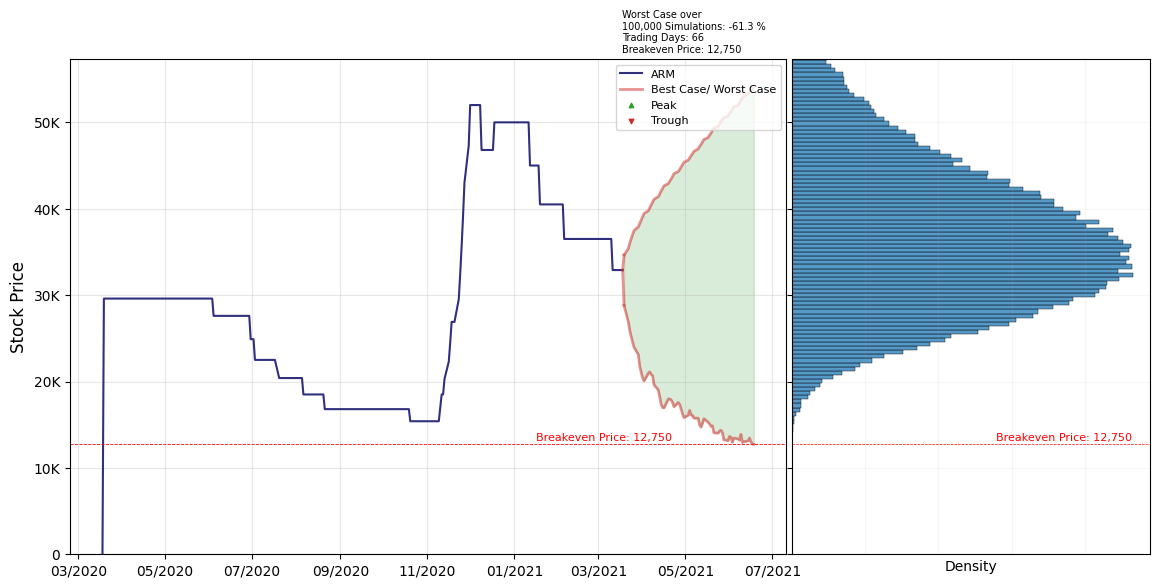 Worst Case over
100,000 Simulations: -61.3 %
Trading Days: 66
Breakeven Price: 12,750
ARM
Best Case/ Worst Case
Peak
Trough
50K
40K
30K
20K
10K
0
Stock Price
Breakeven Price: 12,750
Breakeven Price: 12,750
03/2020 05/2020 07/2020 09/2020 11/2020 01/2021 03/2021 05/2021 07/2021
Density